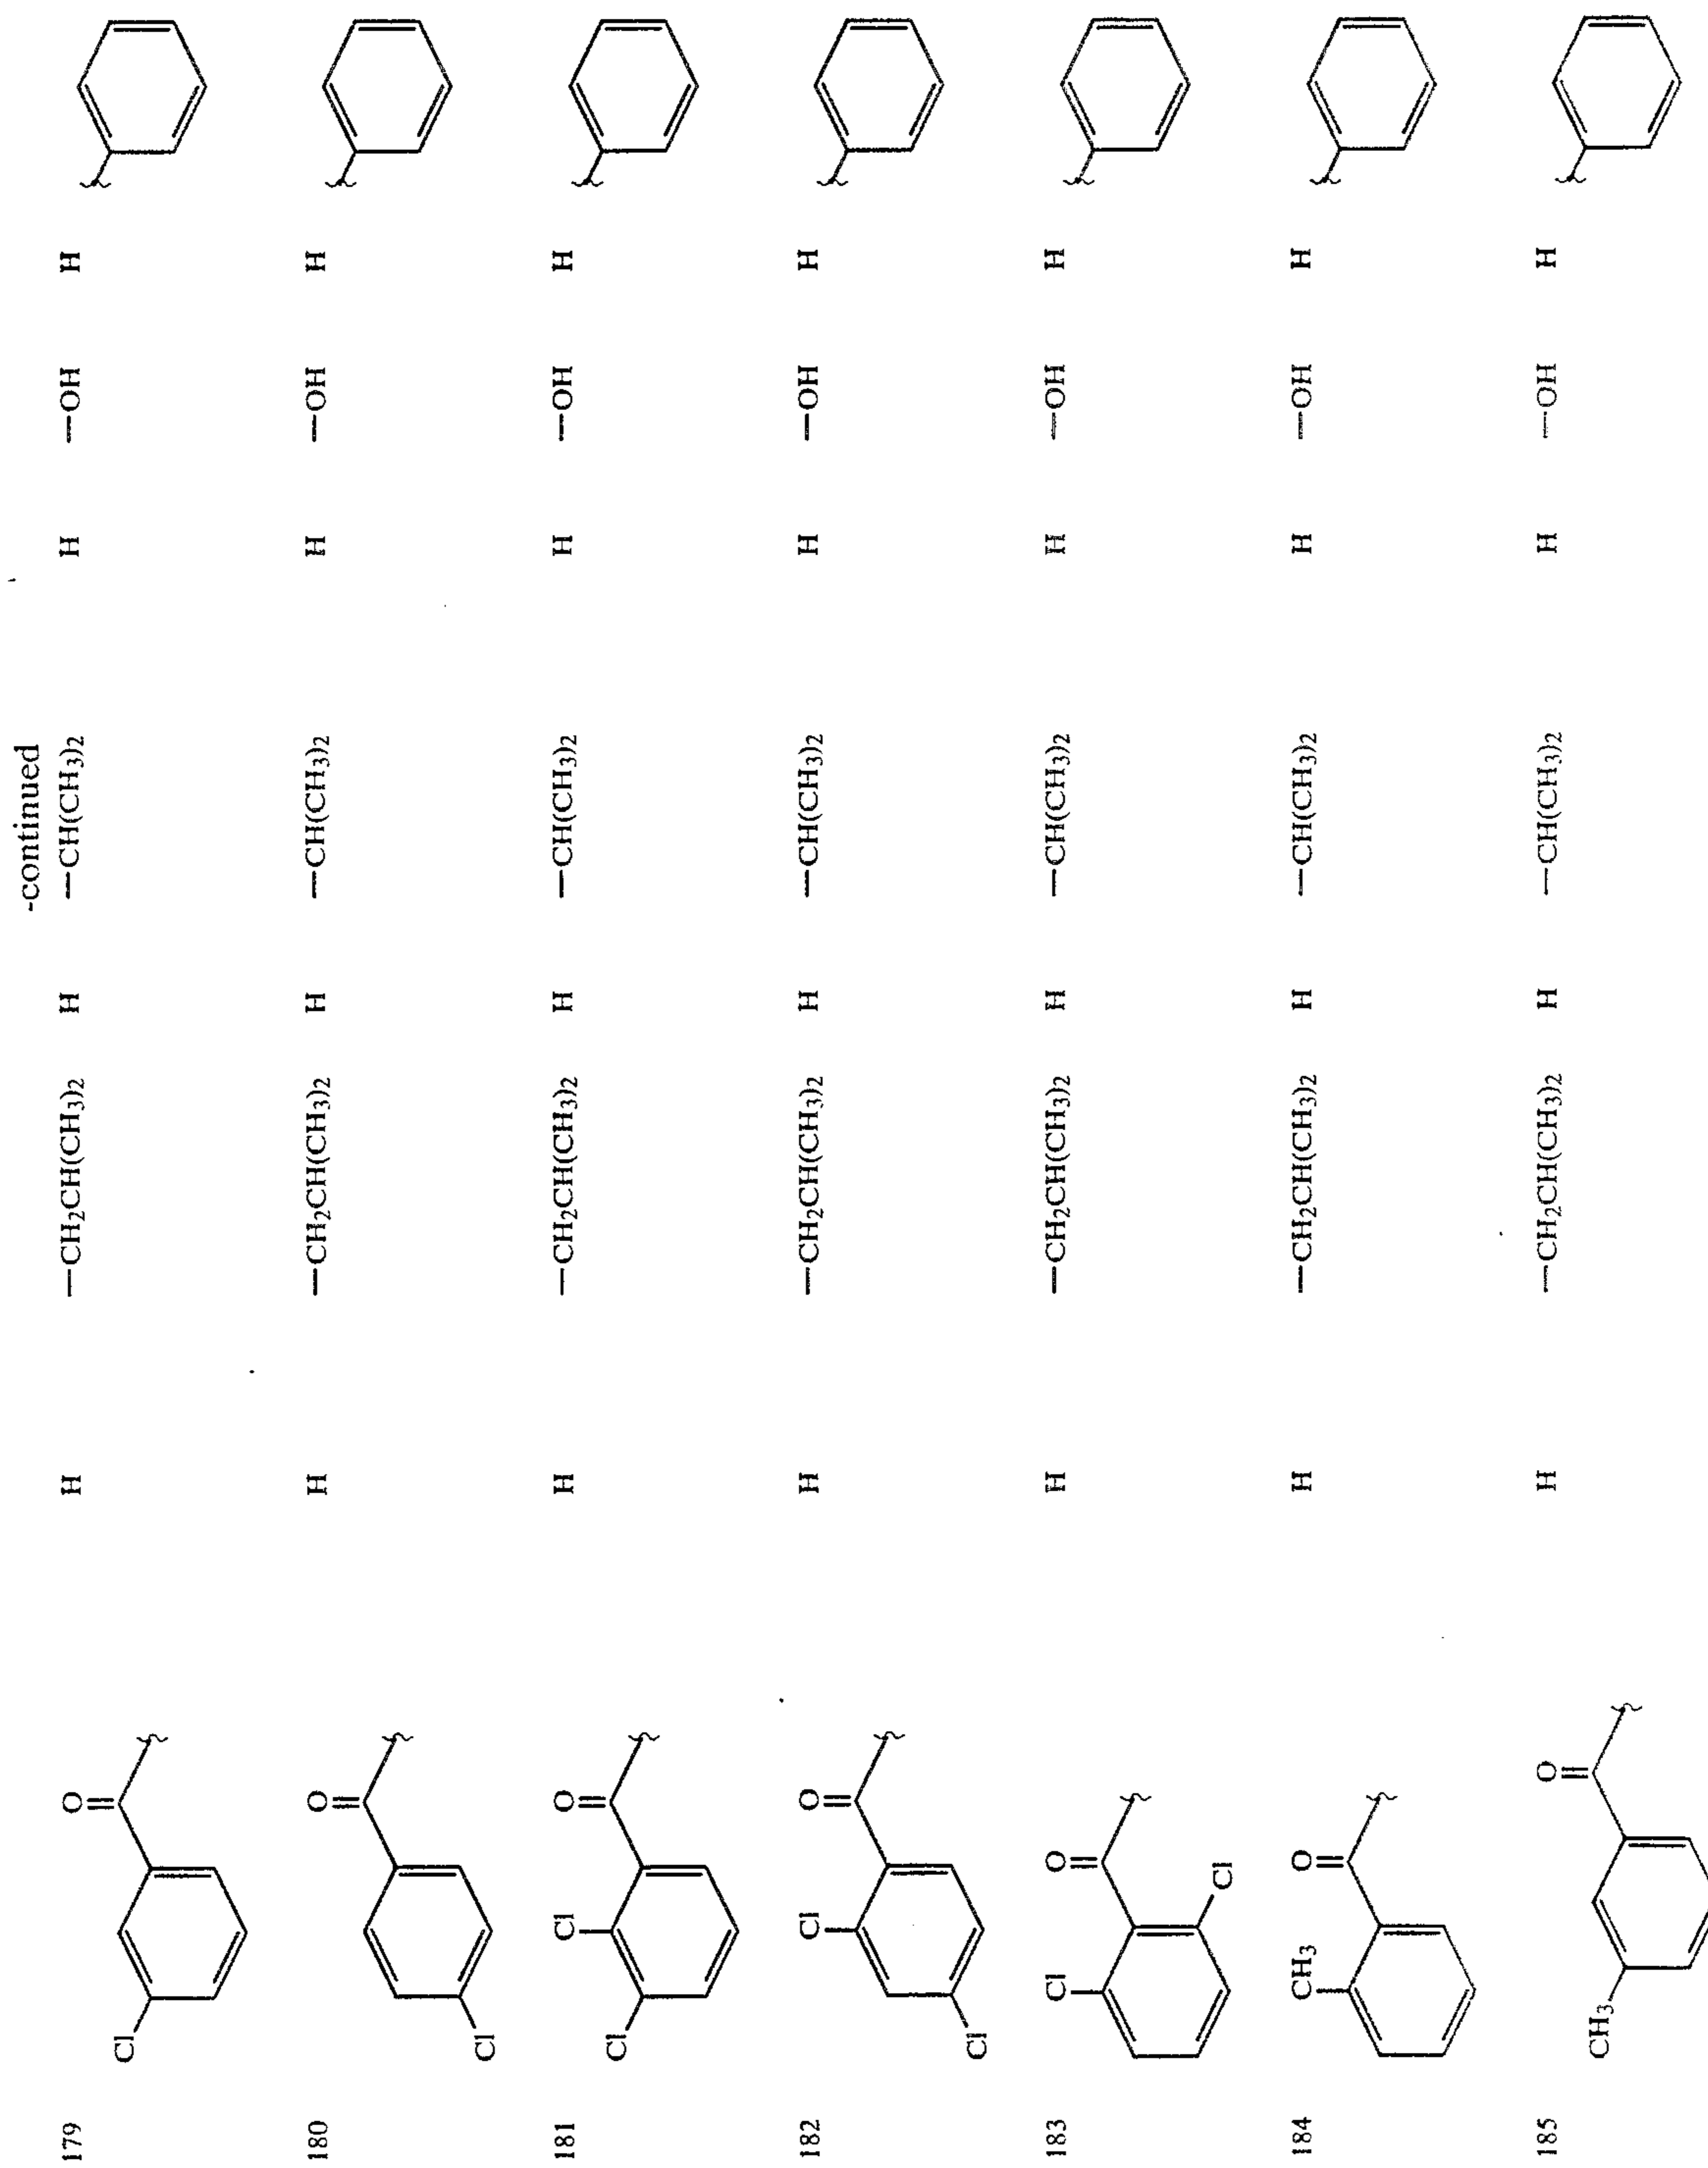 -continued
179 H —CH2CH(CH3)2 H —CH(CH3)2 H —OH H
O
Cl
180 H —CH2CH(CH3)2 H —CH(CH3)2 H —OH H
O
Cl
181 H —CH2CH(CH3)2 H —CH(CH3)2 H —OH H
O
Cl
Cl
182 H —CH2CH(CH3)2 H —CH(CH3)2 H —OH H
Cl O
Cl
183 H —CH2CH(CH3)2 H —CH(CH3)2 H —OH H
Cl O
Cl
184 H —CH2CH(CH3)2 H —CH(CH3)2 H —OH H
CH3 O
185 H —CH2CH(CH3)2 H —CH(CH3)2 H —OH H
O
CH3